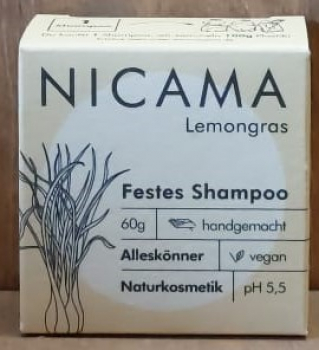 NICAMA
Lemongras
Festes Shampoo
60g handgemacht
Alleskönner vegan
Naturkosmetik pH 5,5